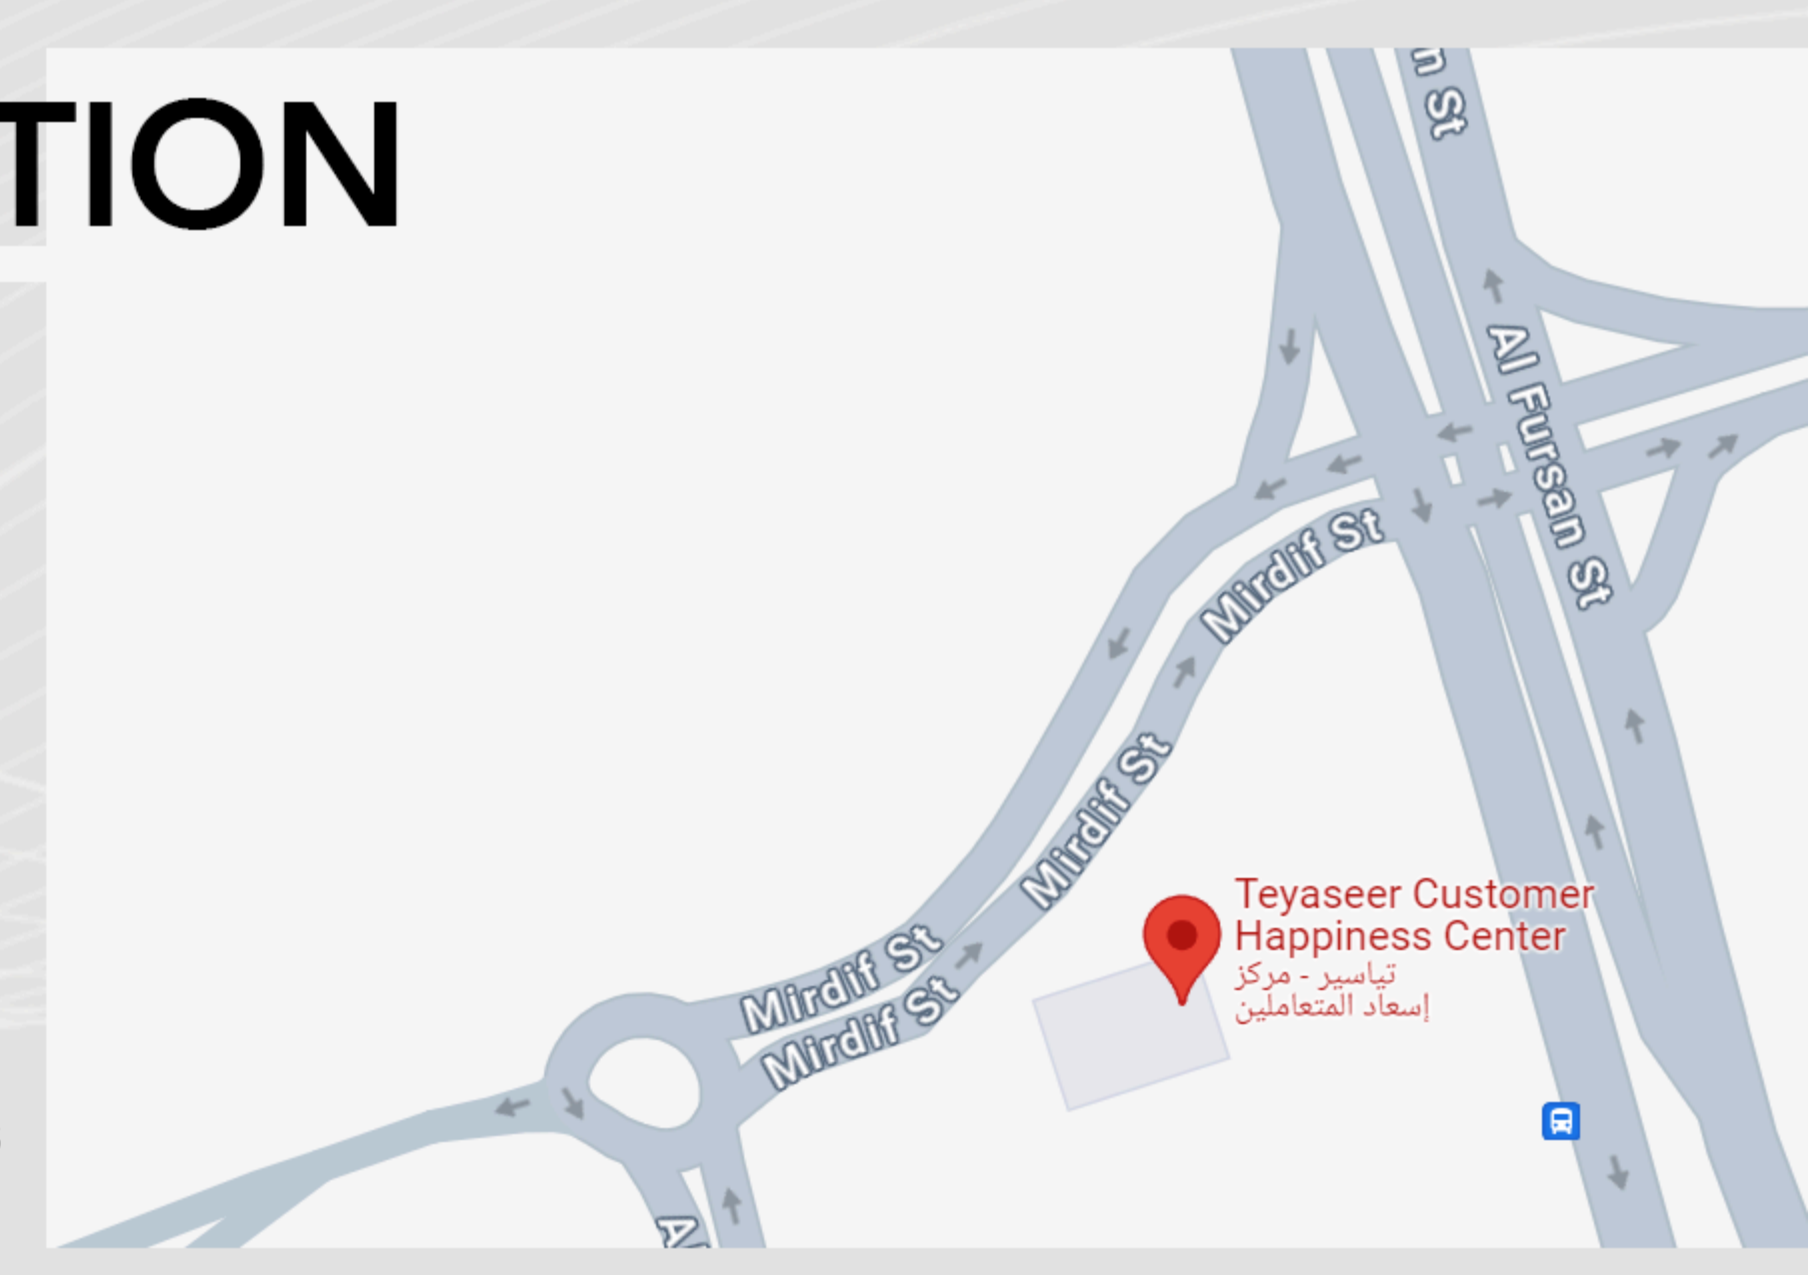 TION
n St
Al Fursan St
Mirdif St
Mirdif St
Mirdif St
Mirdif St
Teyaseer Customer
Happiness Center
تياسير - مركز
إسعاد المتعاملين
Al